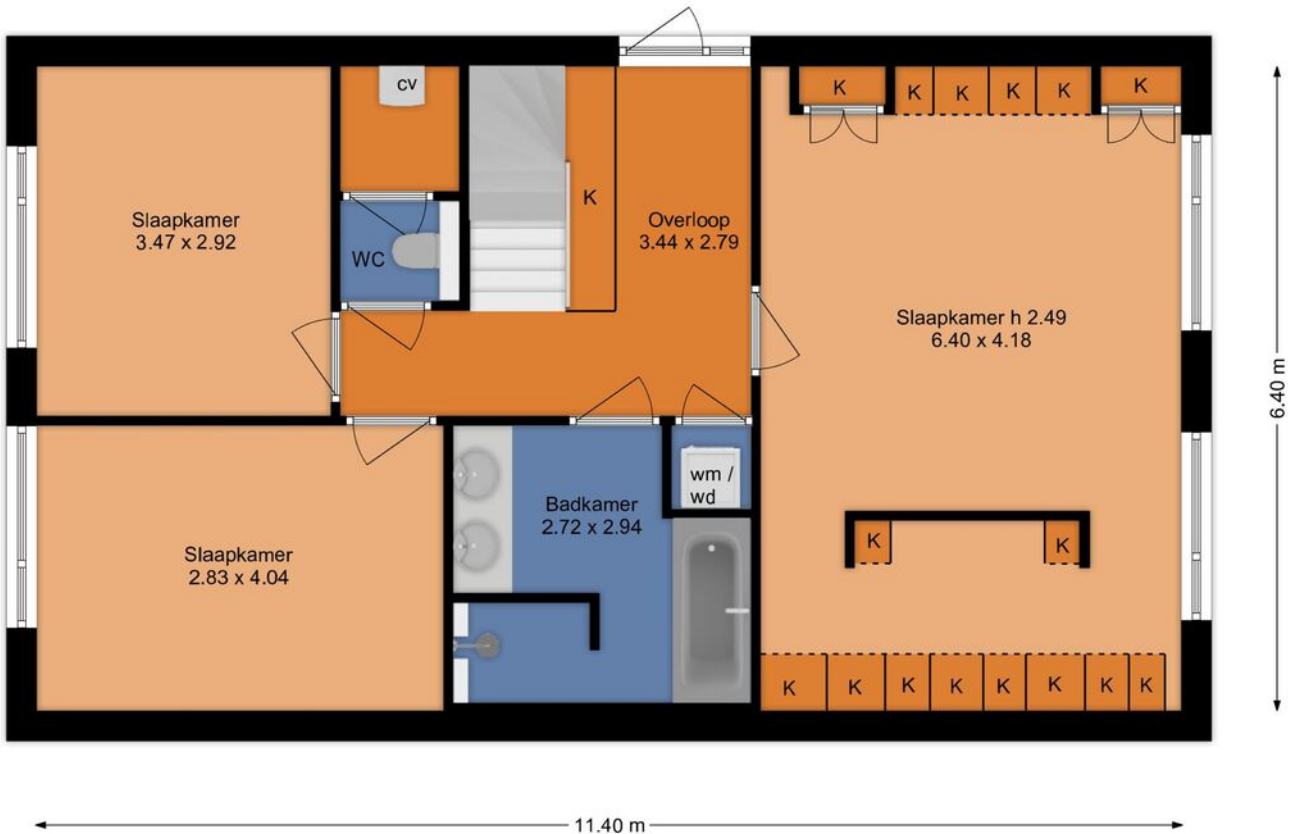 cv
K
K
K
K
K
K
K
Slaapkamer
3.47 x 2.92
Overloop
3.44 x 2.79
WC
Slaapkamer h 2.49
6.40 x 4.18
6.40 m
wm /
wd
Badkamer
2.72 x 2.94
K
K
Slaapkamer
2.83 x 4.04
K
K
K
K
K
K
K
K
11.40 m